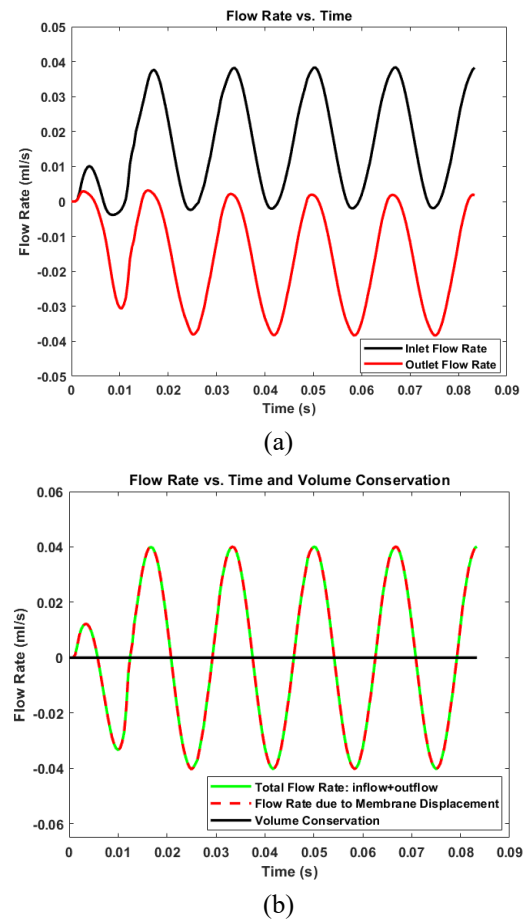 Flow Rate vs. Time
0.05
0.04
0.03
0.02
0.01
0
-0.01
-0.02
-0.03
-0.04
-0.05
Flow Rate (ml/s)
Inlet Flow Rate
Outlet Flow Rate
0 0.01 0.02 0.03 0.04 0.05 0.06 0.07 0.08 0.09
Time (s)
(a)
Flow Rate vs. Time and Volume Conservation
0.06
0.04
0.02
0
-0.02
-0.04
-0.06
Flow Rate (ml/s)
Total Flow Rate: inflow+outflow
Flow Rate due to Membrane Displacement
Volume Conservation
0 0.01 0.02 0.03 0.04 0.05 0.06 0.07 0.08 0.09
Time (s)
(b)